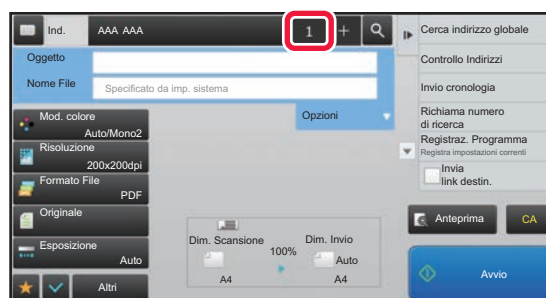 Ind.
AAA AAA
1
+
Oggetto
Nome File
Specificato da imp. sistema
Opzioni
Mod. colore
Auto/Mono2
Risoluzione
200x200dpi
Formato File
PDF
Originale
Esposizione
Auto
Altri
Dim. Scansione
100%
Dim. Invio
Auto
A4
A4
Cerca indirizzo globale
Controllo Indirizzi
Invio cronologia
Richiama numero
di ricerca
Registraz. Programma
Registra impostazioni correnti
Invia
link destin.
Anteprima
CA
Avvio